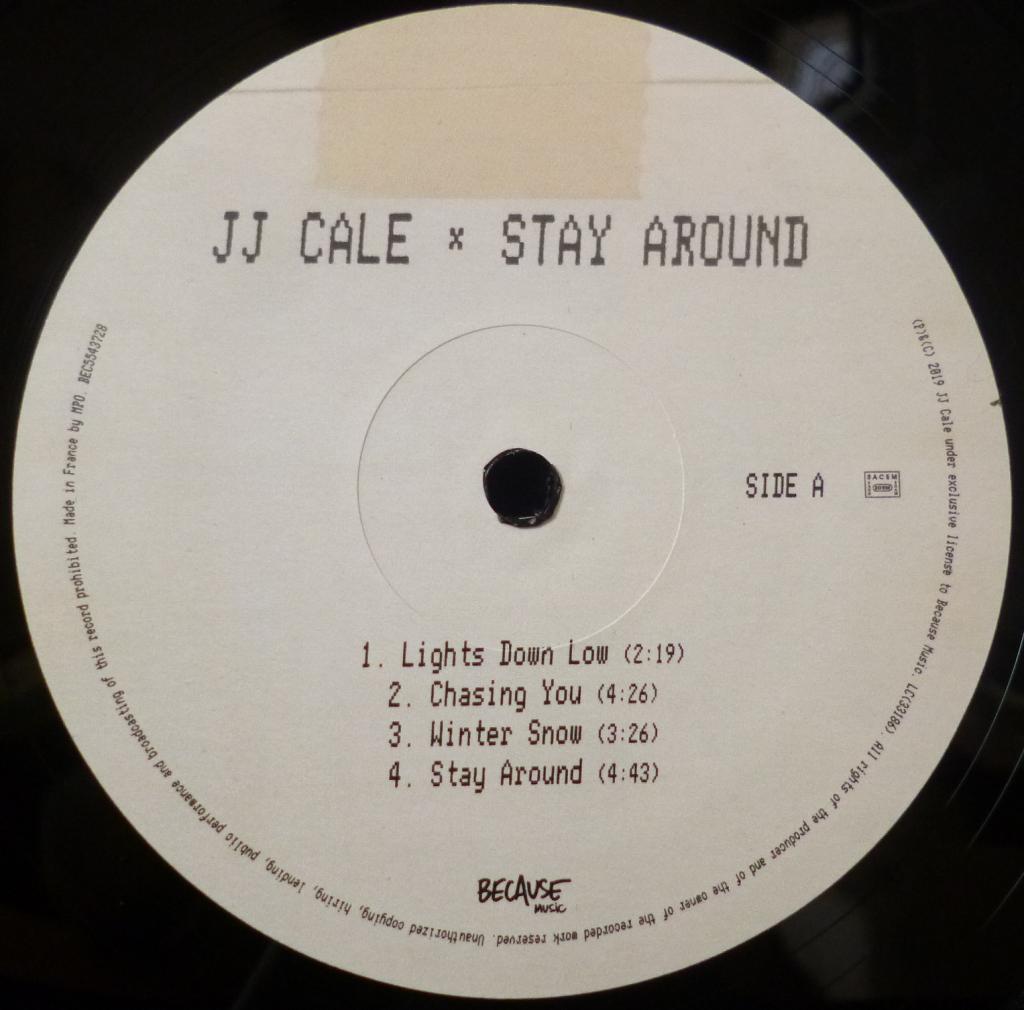 JJ CALE × STAY AROUND
SIDE A
SACEM
1. Lights Down Low (2:19)
2. Chasing You (4:26)
3. Winter Snow (3:26)
4. Stay Around (4:43)
BECAUSE
MUSIC
(P)&(C) 2019 JJ Cale under exclusive license to Because Music. LC(33186). All rights of the producer and of the owner of the recorded work reserved. Unauthorized copying, hiring, lending, public performance and broadcasting of this record prohibited. Made in France by MPO. BEC5543728